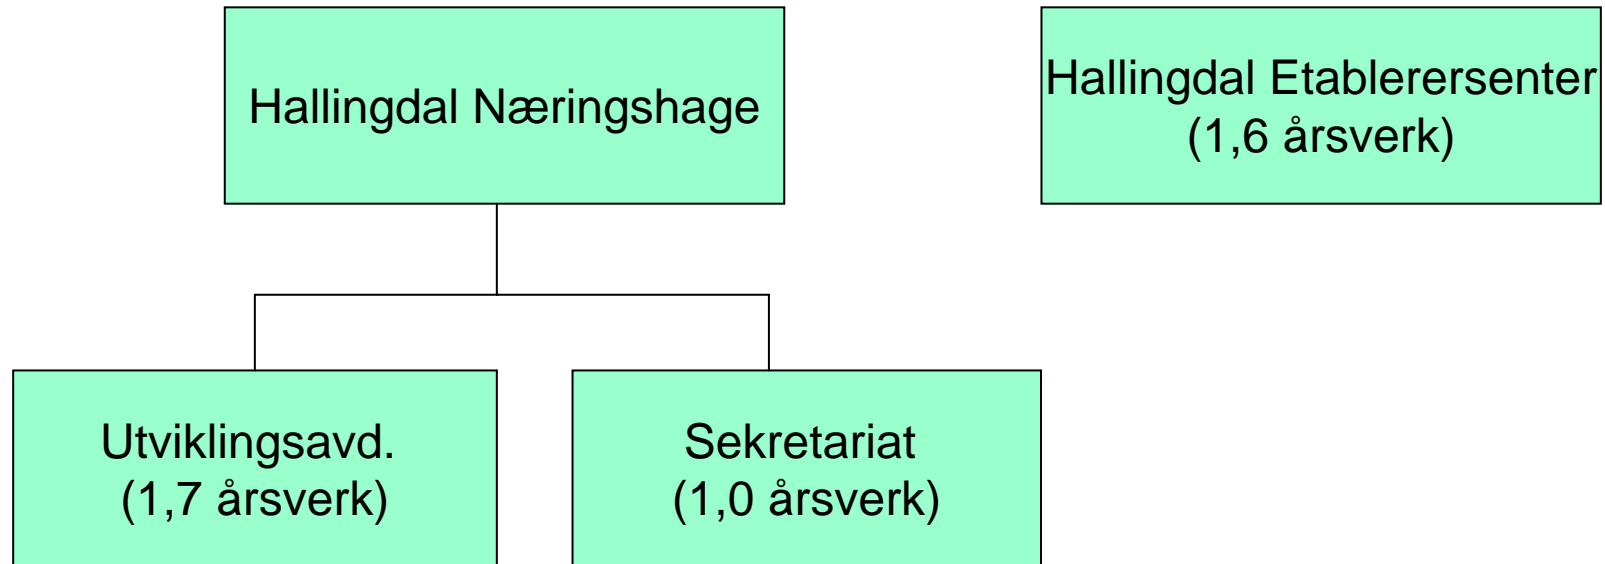 Hallingdal Næringshage
Hallingdal Etablerersenter
(1,6 årsverk)
Utviklingsavd.
(1,7 årsverk)
Sekretariat
(1,0 årsverk)